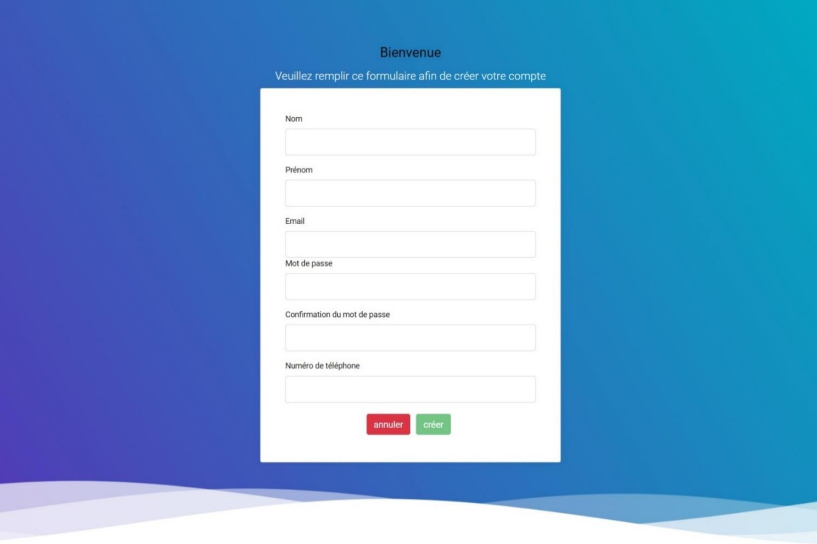 Bienvenue
Veuillez remplir ce formulaire afin de créer votre compte
Nom
Prénom
Email
Mot de passe
Confirmation du mot de passe
Numéro de téléphone
annuler créer